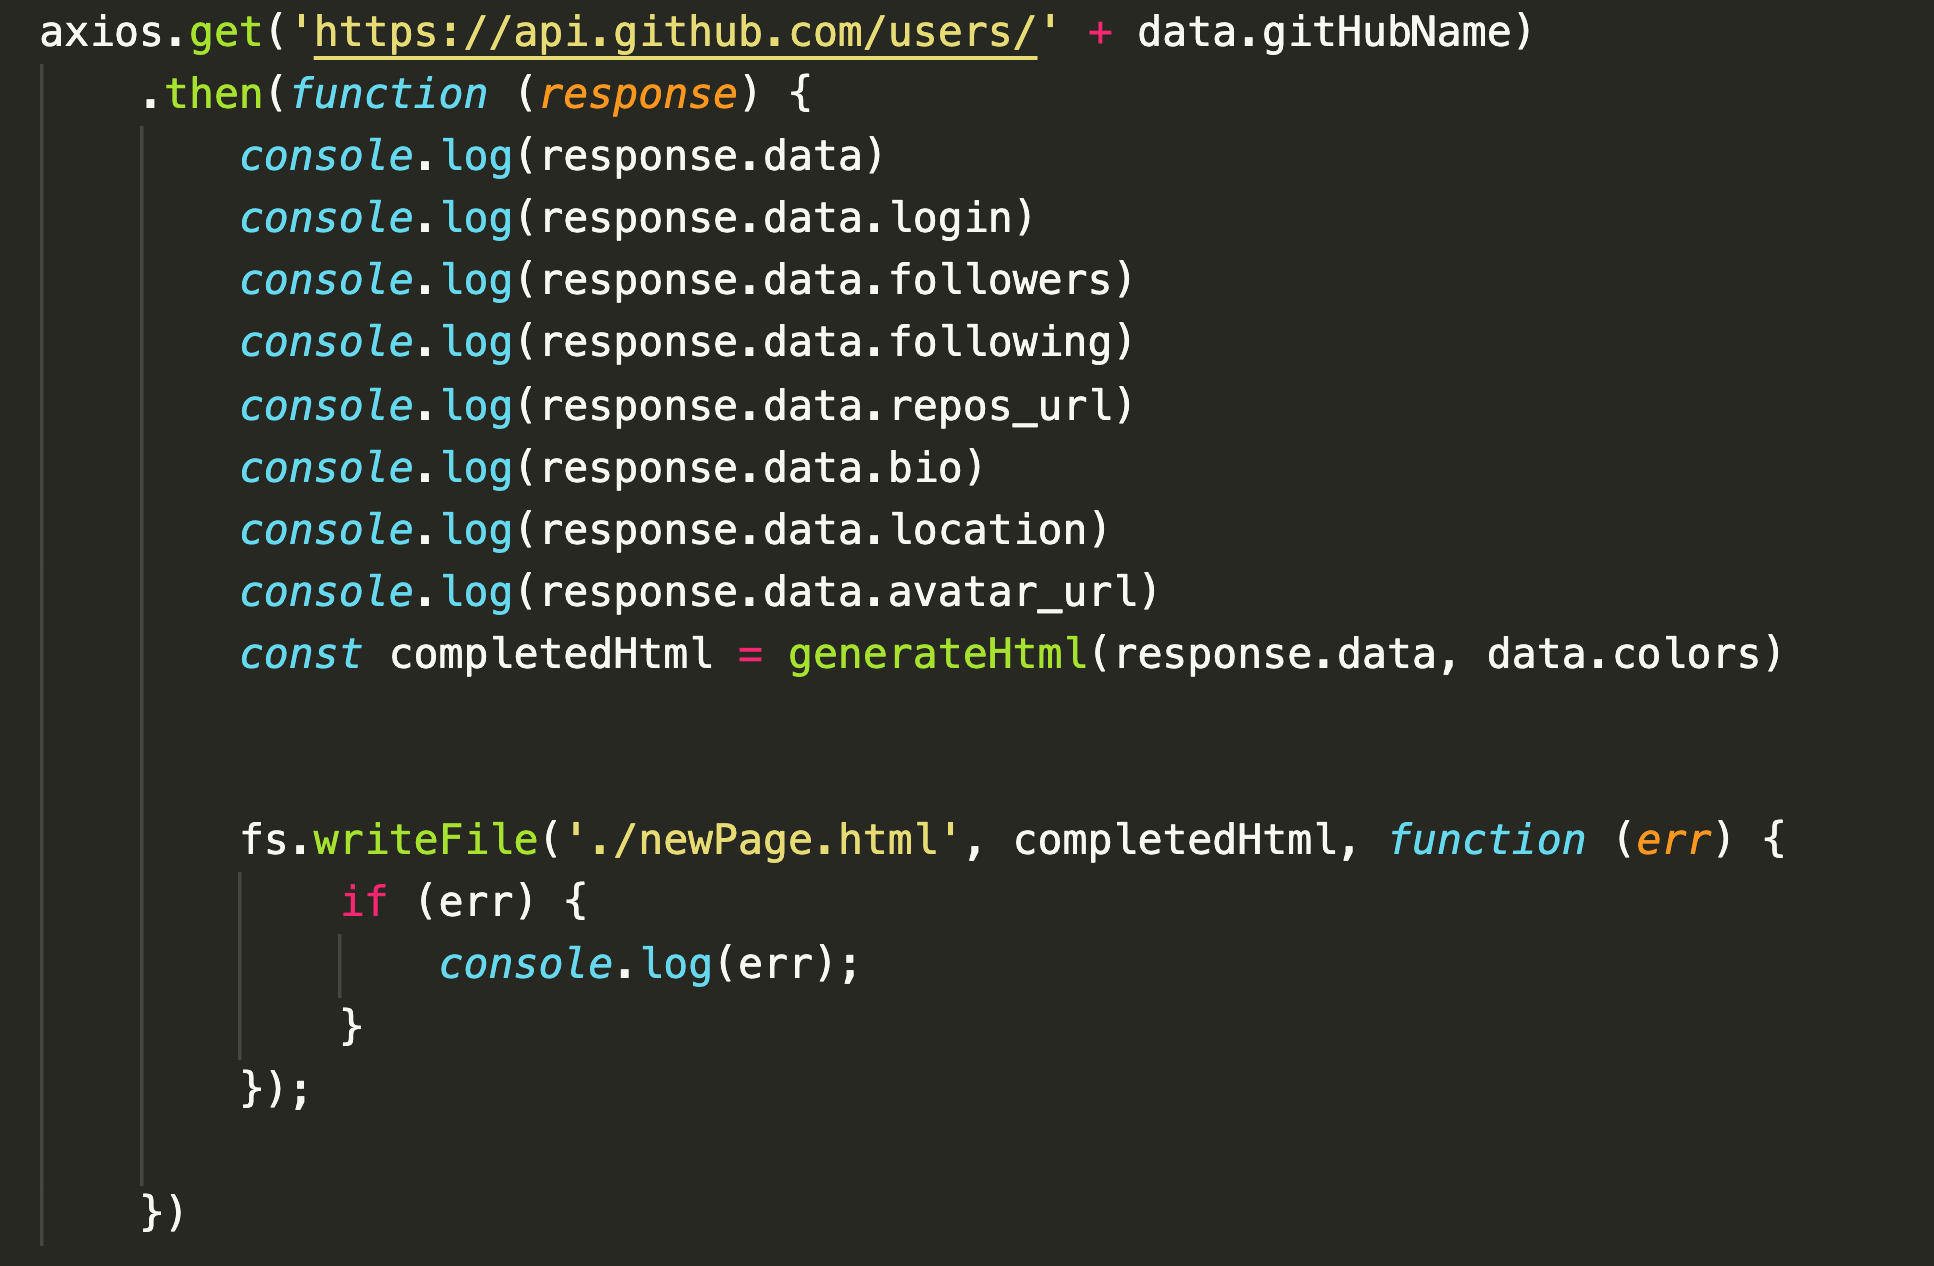 axios.get('https://api.github.com/users/' + data.gitHubName)
    .then(function (response) {
        console.log(response.data)
        console.log(response.data.login)
        console.log(response.data.followers)
        console.log(response.data.following)
        console.log(response.data.repos_url)
        console.log(response.data.bio)
        console.log(response.data.location)
        console.log(response.data.avatar_url)
        const completedHtml = generateHtml(response.data, data.colors)
        fs.writeFile('./newPage.html', completedHtml, function (err) {
            if (err) {
                console.log(err);
            }
        });
    })